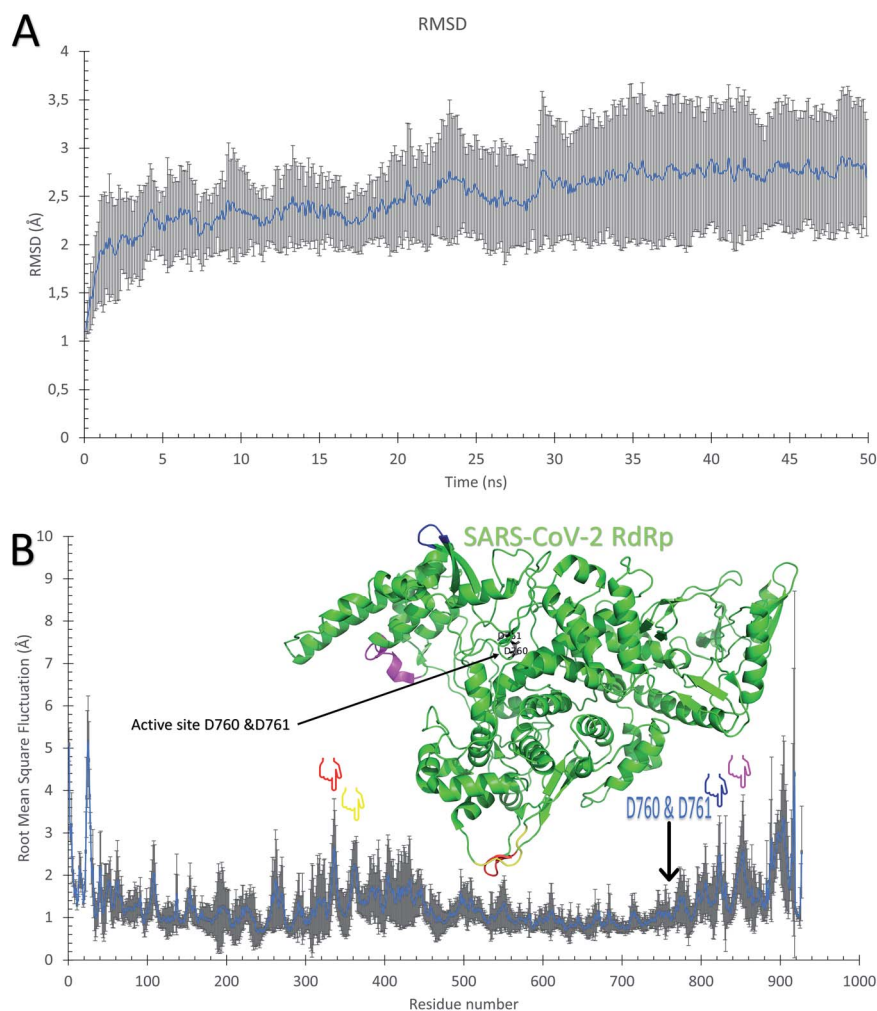 A
RMSD
4
3,5
3
2,5
2
1,5
1
0,5
0
RMSD (Å)
0 5 10 15 20 25 30 35 40 45 50
Time (ns)
B
10
9
8
7
6
5
4
3
2
1
0
Root Mean Square Fluctuation (Å)
SARS-CoV-2 RdRp
D761
D760
Active site D760 &D761
D760 & D761
0 100 200 300 400 500 600 700 800 900 1000
Residue number